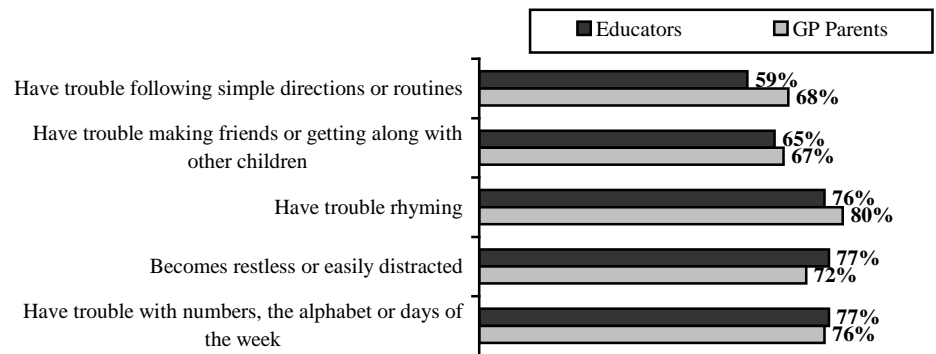 Educators GP Parents
Have trouble following simple directions or routines
59%
68%
Have trouble making friends or getting along with
other children
65%
67%
Have trouble rhyming
76%
80%
Becomes restless or easily distracted
77%
72%
Have trouble with numbers, the alphabet or days of
the week
77%
76%